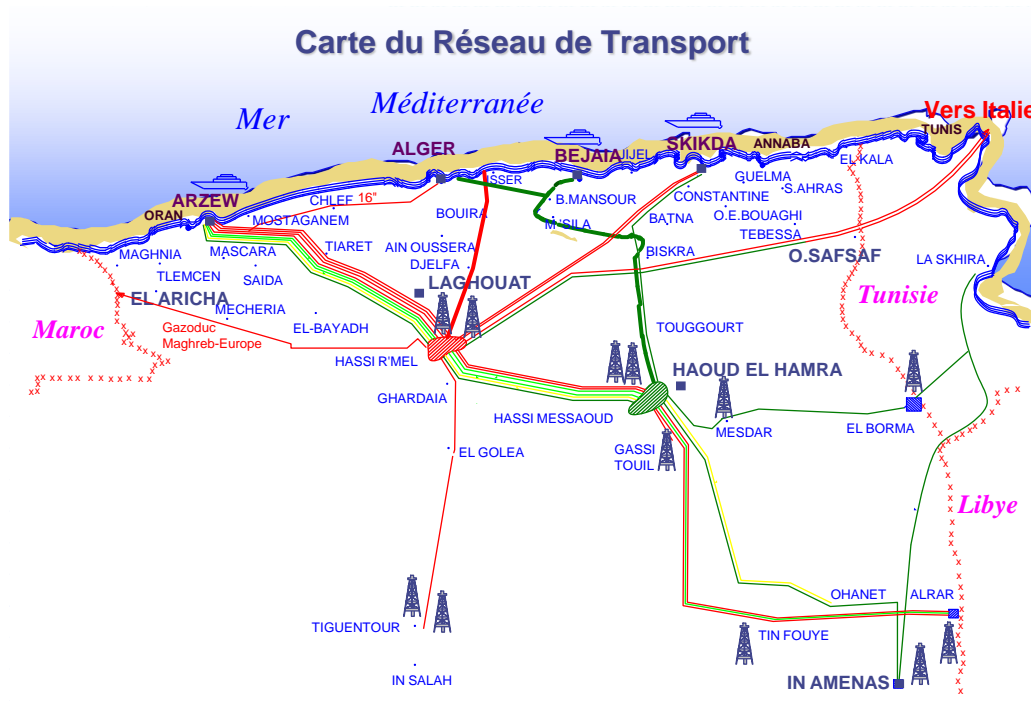 Carte du Réseau de Transport
Mer Méditerranée
Vers Italie
TUNIS
ALGER
BEJAIA
JIJEL
SKIKDA
ANNABA
EL KALA
ISSER
GUELMA
S.AHRAS
ARZEW
ORAN
CHLEF 16"
MOSTAGANEM
BOUIRA
B.MANSOUR
CONSTANTINE
M'SILA
BATNA
O.E.BOUAGHI
TEBESSA
MAGHNIA
MASCARA
TIARET
AIN OUSSERA
DJELFA
BISKRA
O.SAFSAF
LA SKHIRA
TLEMCEN
SAIDA
EL ARICHA
LAGHOUAT
Tunisie
MECHERIA
EL-BAYADH
Maroc
Gazoduc
Maghreb-Europe
TOUGGOURT
HASSI R'MEL
HAOUD EL HAMRA
GHARDAIA
HASSI MESSAOUD
MESDAR
EL BORMA
EL GOLEA
GASSI
TOUIL
Libye
OHANET
ALRAR
TIGUENTOUR
TIN FOUYE
IN SALAH
IN AMENAS